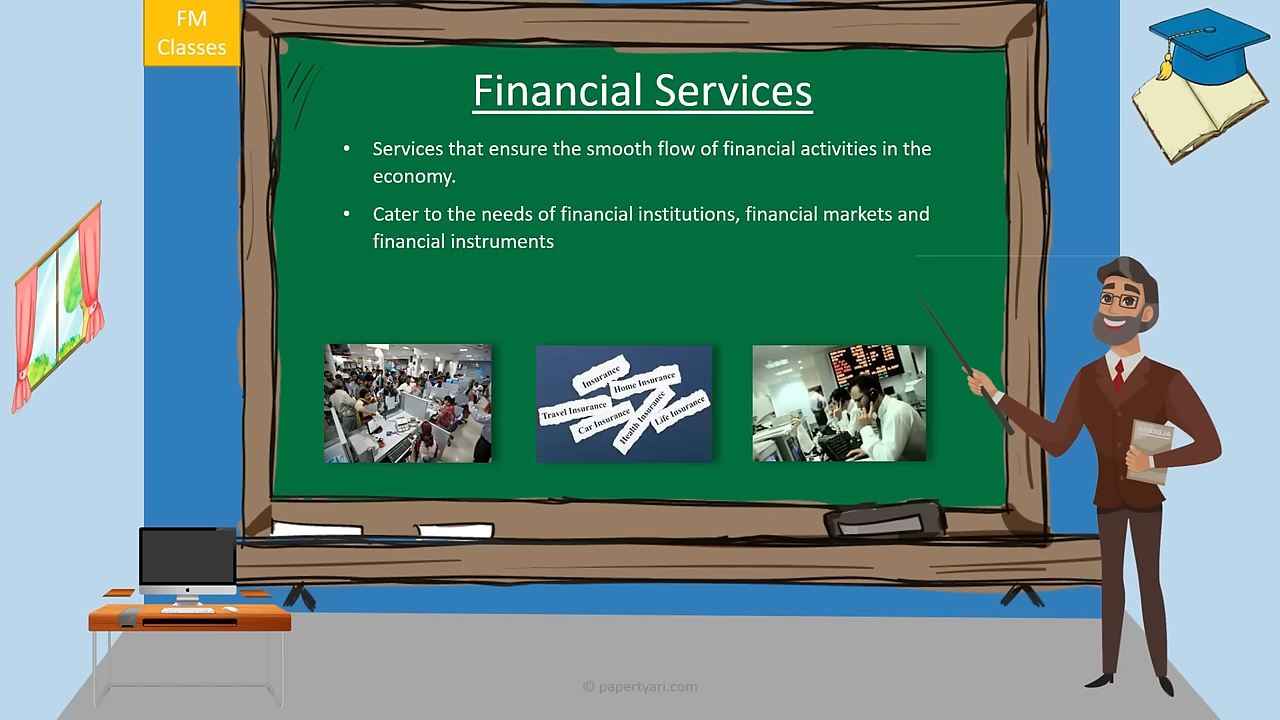 FM
Classes
Financial Services
• Services that ensure the smooth flow of financial activities in the
economy.
• Cater to the needs of financial institutions, financial markets and
financial instruments
Insurance
Home Insurance
Travel Insurance
Car Insurance
Health Insurance
Life Insurance
© papertyari.com